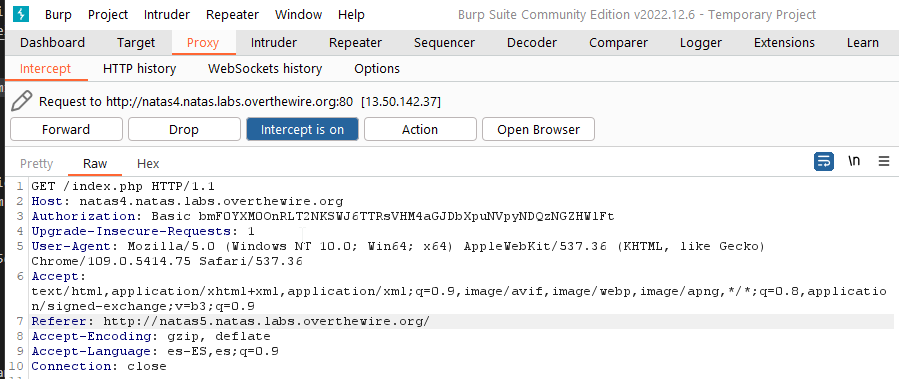 Burp Project Intruder Repeater Window Help Burp Suite Community Edition v2022.12.6 - Temporary Project
Dashboard Target Proxy Intruder Repeater Sequencer Decoder Comparer Logger Extensions Learn
Intercept HTTP history WebSockets history Options
Request to http://natas4.natas.labs.overthewire.org:80 [13.50.142.37]
Forward Drop Intercept is on Action Open Browser
Pretty Raw Hex \n
1 GET /index.php HTTP/1.1
2 Host: natas4.natas.labs.overthewire.org
3 Authorization: Basic
4 Upgrade-Insecure-Requests: 1
5 User-Agent: Mozilla/5.0 (Windows NT 10.0; Win64; x64) AppleWebKit/537.36 (KHTML, like Gecko)
Chrome/109.0.5414.75 Safari/537.36
6 Accept:
text/html,application/xhtml+xml,application/xml;q=0.9,image/avif,image/webp,image/apng,*/*;q=0.8,applicatio
n/signed-exchange;v=b3;q=0.9
7 Referer: http://natas5.natas.labs.overthewire.org/
8 Accept-Encoding: gzip, deflate
9 Accept-Language: es-ES,es;q=0.9
10 Connection: close